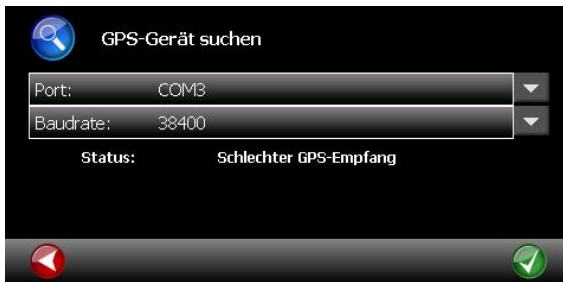 GPS-Gerät suchen
Port: COM3
Baudrate: 38400
Status: Schlechter GPS-Empfang